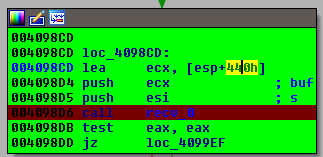 004098CD
004098CD loc_4098CD:
004098CD lea ecx, [esp+440h]
004098D4 push ecx ; buf
004098D5 push esi ; s
004098D6 call recv_0
004098DB test eax, eax
004098DD jz loc_4099EF